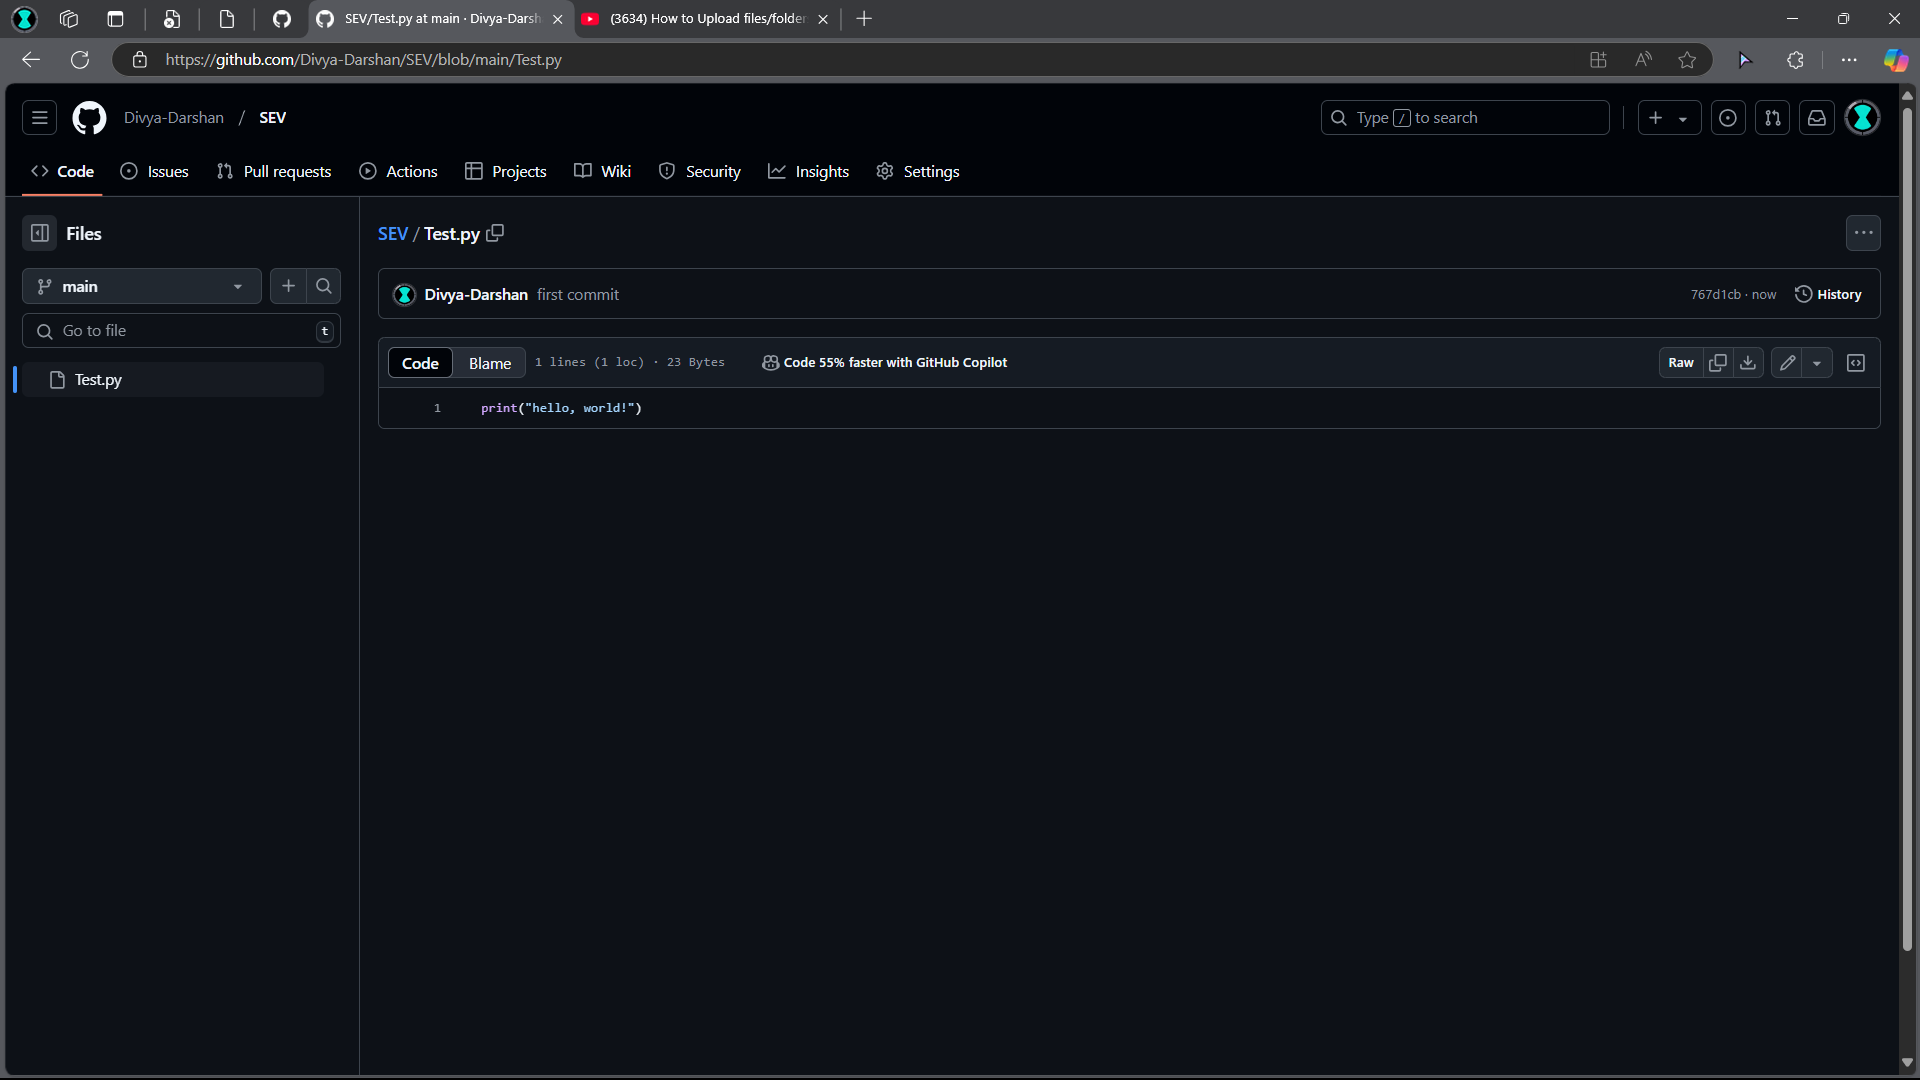 SEV/Test.py at main · Divya-Darsh
(3634) How to Upload files/folder
https://github.com/Divya-Darshan/SEV/blob/main/Test.py
Divya-Darshan / SEV
Type / to search
Code Issues Pull requests Actions Projects Wiki Security Insights Settings
Files
SEV / Test.py
main
Divya-Darshan first commit
767d1cb · now
History
Go to file
t
Code Blame 1 lines (1 loc) · 23 Bytes Code 55% faster with GitHub Copilot
Raw
Test.py
1 print("hello, world!")